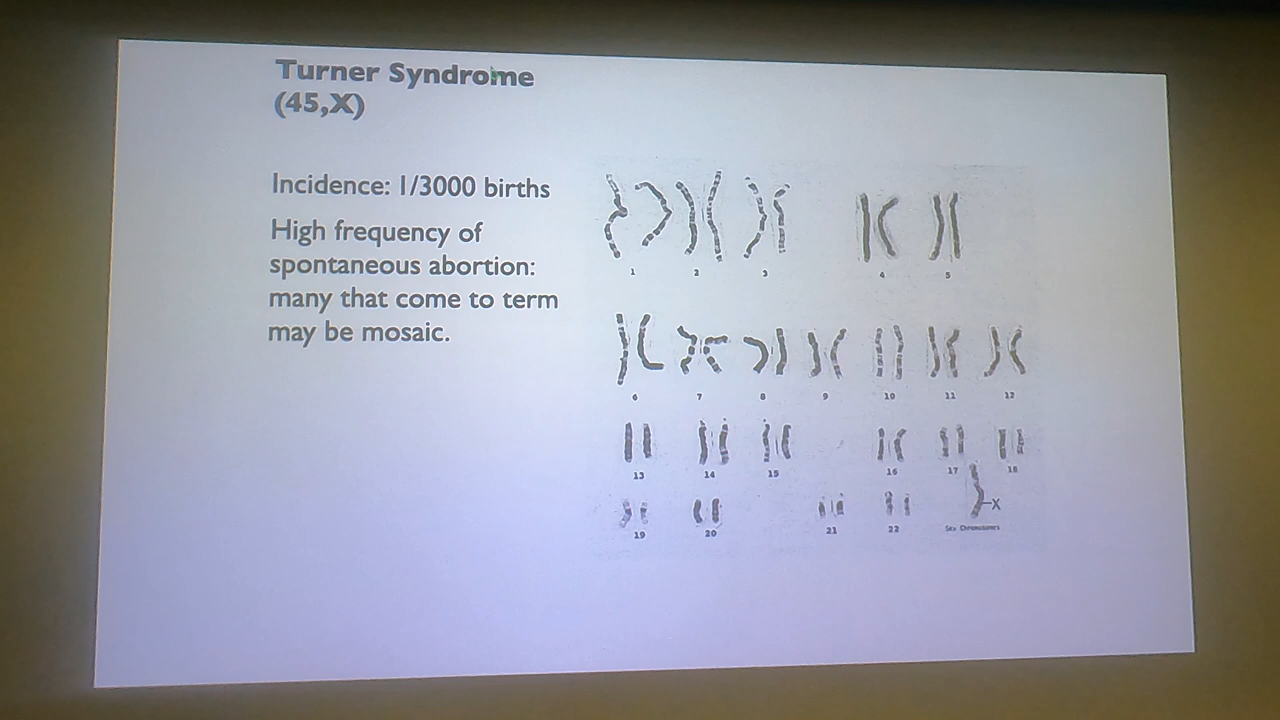 Turner Syndrome
(45,X)
Incidence: 1/3000 births
High frequency of
spontaneous abortion:
many that come to term
may be mosaic.
1 2 3 4 5
6 7 8 9 10 11 12
13 14 15 16 17 18
X
19 20 21 22 Sex Chromosomes